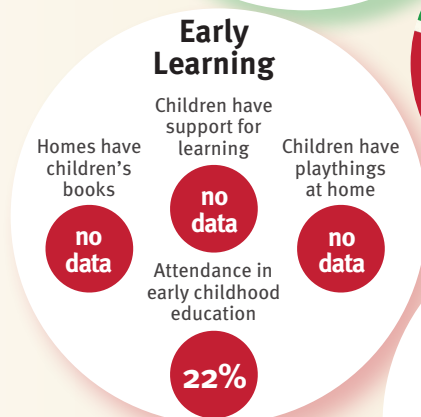 Early
Learning
Children have
support for
learning
no
data
Homes have
children's
books
no
data
Children have
playthings
at home
no
data
Attendance in
early childhood
education
22%